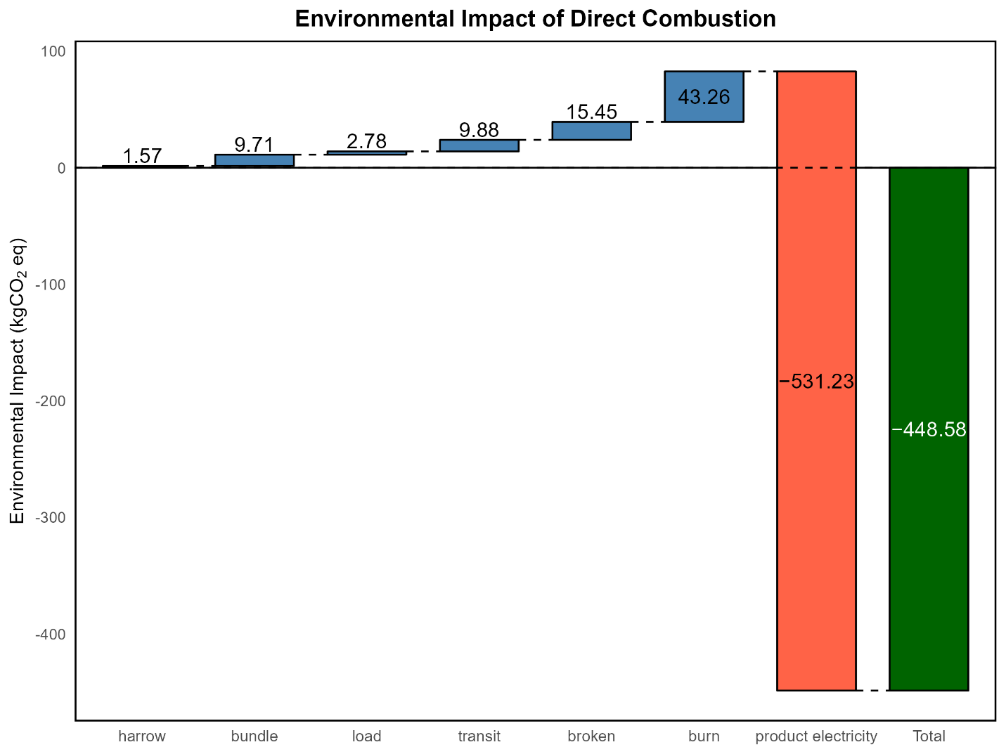 Environmental Impact of Direct Combustion
Environmental Impact (kgCO₂ eq)
100
0
-100
-200
-300
-400
1.57
9.71
2.78
9.88
15.45
43.26
−531.23
−448.58
harrow
bundle
load
transit
broken
burn
product electricity
Total